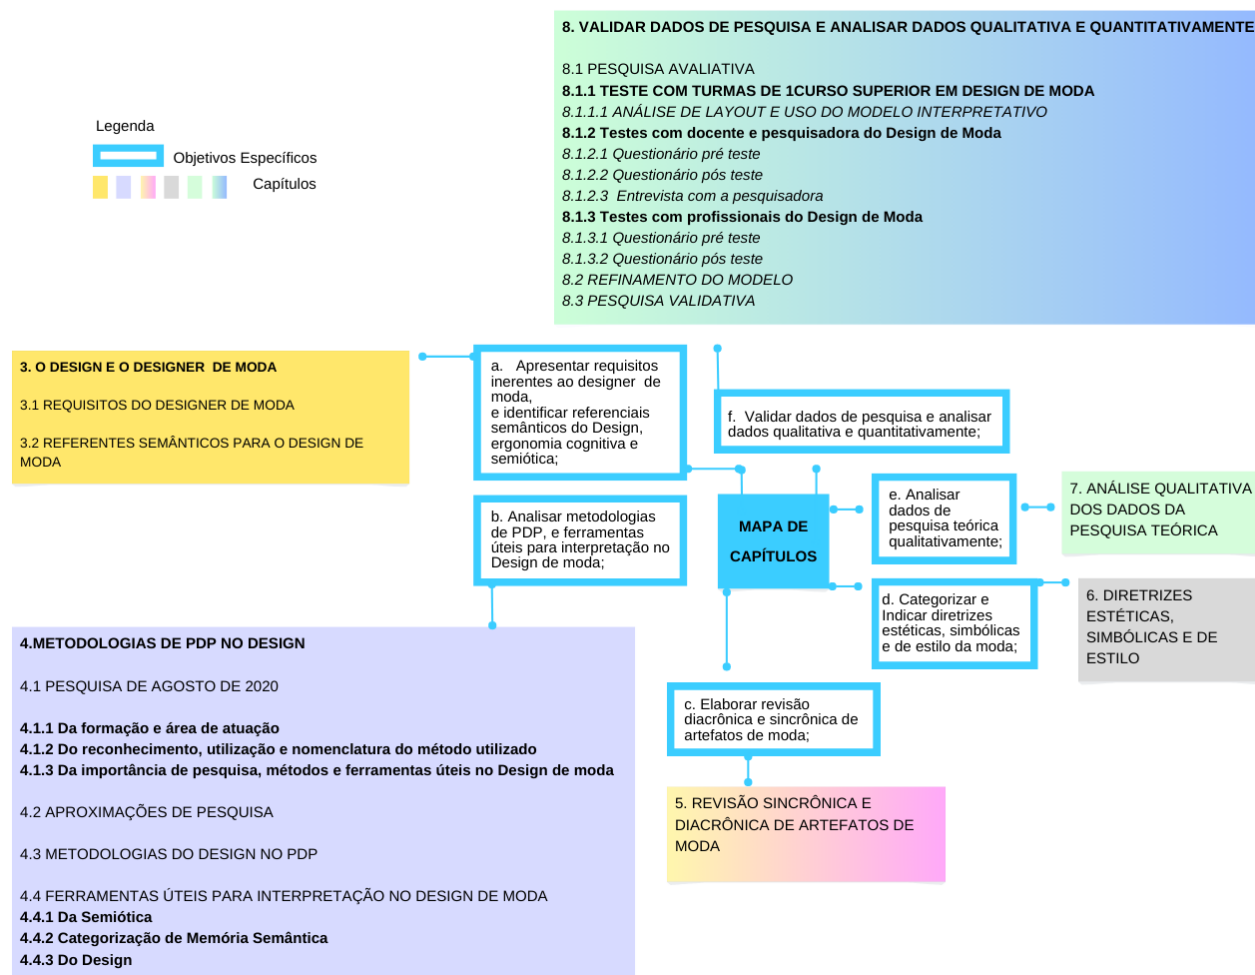 8. VALIDAR DADOS DE PESQUISA E ANALISAR DADOS QUALITATIVA E QUANTITATIVAMENTE
8.1 PESQUISA AVALIATIVA
8.1.1 TESTE COM TURMAS DE 1CURSO SUPERIOR EM DESIGN DE MODA
8.1.1.1 ANÁLISE DE LAYOUT E USO DO MODELO INTERPRETATIVO
8.1.2 Testes com docente e pesquisadora do Design de Moda
8.1.2.1 Questionário pré teste
8.1.2.2 Questionário pós teste
8.1.2.3 Entrevista com a pesquisadora
8.1.3 Testes com profissionais do Design de Moda
8.1.3.1 Questionário pré teste
8.1.3.2 Questionário pós teste
8.2 REFINAMENTO DO MODELO
8.3 PESQUISA VALIDATIVA
Legenda
Objetivos Específicos
Capítulos
3. O DESIGN E O DESIGNER DE MODA
3.1 REQUISITOS DO DESIGNER DE MODA
3.2 REFERENTES SEMÂNTICOS PARA O DESIGN DE
MODA
a. Apresentar requisitos
inerentes ao designer de
moda,
e identificar referenciais
semânticos do Design,
ergonomia cognitiva e
semiótica;
f. Validar dados de pesquisa e analisar
dados qualitativa e quantitativamente;
b. Analisar metodologias
de PDP, e ferramentas
úteis para interpretação no
Design de moda;
MAPA DE
CAPÍTULOS
e. Analisar
dados de
pesquisa teórica
qualitativamente;
7. ANÁLISE QUALITATIVA
DOS DADOS DA
PESQUISA TEÓRICA
d. Categorizar e
Indicar diretrizes
estéticas, simbólicas
e de estilo da moda;
6. DIRETRIZES
ESTÉTICAS,
SIMBÓLICAS E DE
ESTILO
4.METODOLOGIAS DE PDP NO DESIGN
4.1 PESQUISA DE AGOSTO DE 2020
4.1.1 Da formação e área de atuação
4.1.2 Do reconhecimento, utilização e nomenclatura do método utilizado
4.1.3 Da importância de pesquisa, métodos e ferramentas úteis no Design de moda
4.2 APROXIMAÇÕES DE PESQUISA
4.3 METODOLOGIAS DO DESIGN NO PDP
4.4 FERRAMENTAS ÚTEIS PARA INTERPRETAÇÃO NO DESIGN DE MODA
4.4.1 Da Semiótica
4.4.2 Categorização de Memória Semântica
4.4.3 Do Design
c. Elaborar revisão
diacrônica e sincrônica de
artefatos de moda;
5. REVISÃO SINCRÔNICA E
DIACRÔNICA DE ARTEFATOS DE
MODA